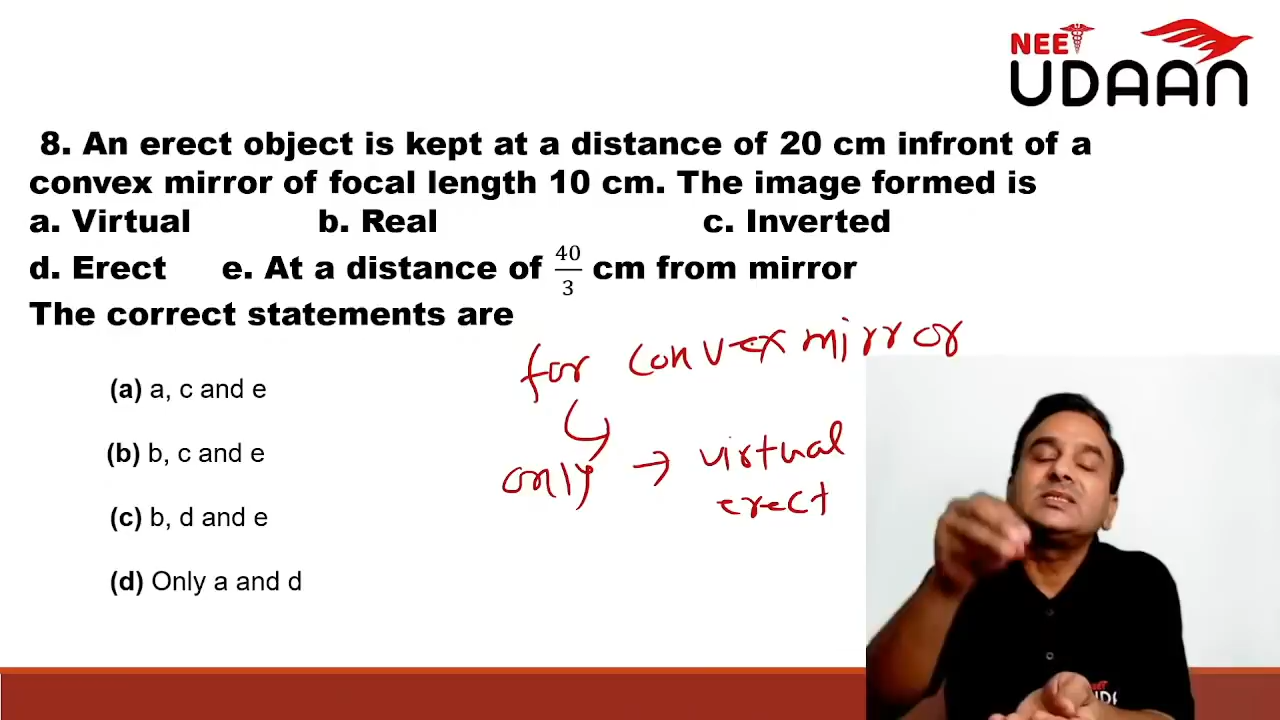 NEET
UDAAN
8. An erect object is kept at a distance of 20 cm infront of a
convex mirror of focal length 10 cm. The image formed is
a. Virtual b. Real c. Inverted
d. Erect e. At a distance of 40/3 cm from mirror
The correct statements are
for convex mirror
(a) a, c and e
only → virtual
(b) b, c and e
erect
(c) b, d and e
(d) Only a and d
NEET